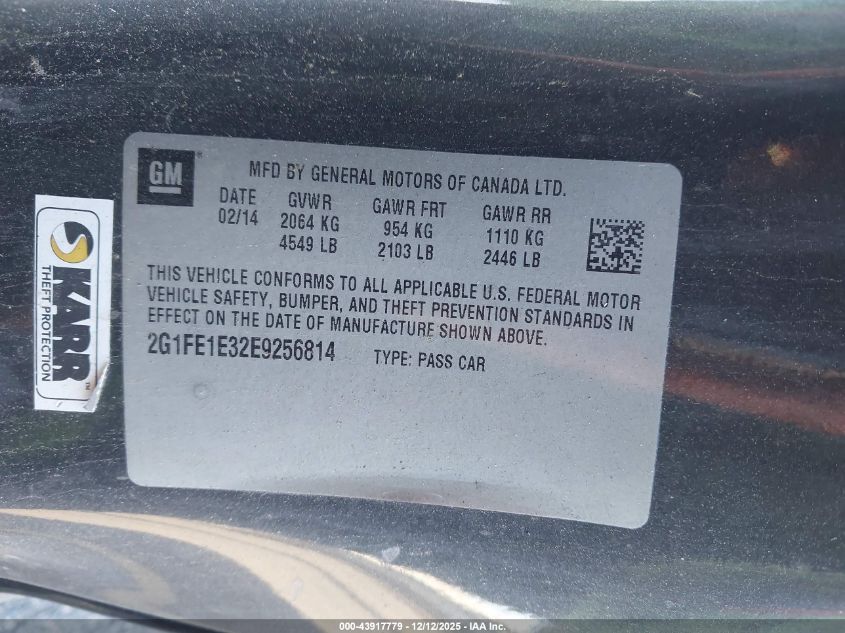 GM
MFD BY GENERAL MOTORS OF CANADA LTD.
DATE GVWR GAWR FRT GAWR RR
02/14 2064 KG 954 KG 1110 KG
4549 LB 2103 LB 2446 LB
THIS VEHICLE CONFORMS TO ALL APPLICABLE U.S. FEDERAL MOTOR
VEHICLE SAFETY, BUMPER, AND THEFT PREVENTION STANDARDS IN
EFFECT ON THE DATE OF MANUFACTURE SHOWN ABOVE.
2G1FE1E32E9256814 TYPE: PASS CAR
KARR™
THEFT PROTECTION
000-43917779 - 12/12/2025 - IAA Inc.